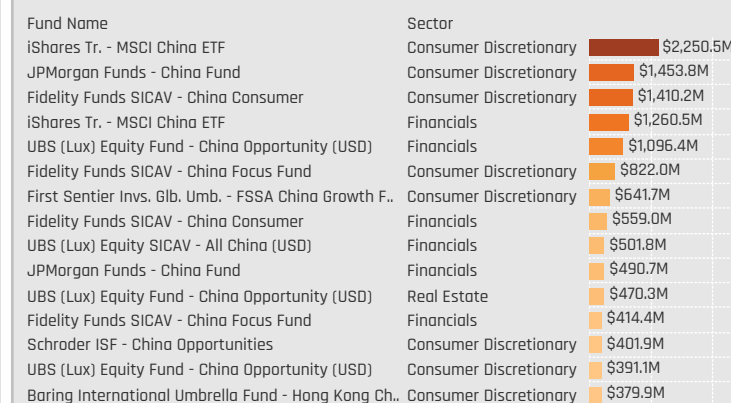 Fund Name Sector
iShares Tr. - MSCI China ETF Consumer Discretionary $2,250.5M
JPMorgan Funds - China Fund Consumer Discretionary $1,453.8M
Fidelity Funds SICAV - China Consumer Consumer Discretionary $1,410.2M
iShares Tr. - MSCI China ETF Financials $1,260.5M
UBS (Lux) Equity Fund - China Opportunity (USD) Financials $1,096.4M
Fidelity Funds SICAV - China Focus Fund Consumer Discretionary $822.0M
First Sentier Invs. Glb. Umb. - FSSA China Growth F.. Consumer Discretionary $641.7M
Fidelity Funds SICAV - China Consumer Financials $559.0M
UBS (Lux) Equity SICAV - All China (USD) Financials $501.8M
JPMorgan Funds - China Fund Financials $490.7M
UBS (Lux) Equity Fund - China Opportunity (USD) Real Estate $470.3M
Fidelity Funds SICAV - China Focus Fund Financials $414.4M
Schroder ISF - China Opportunities Consumer Discretionary $401.9M
UBS (Lux) Equity Fund - China Opportunity (USD) Consumer Discretionary $391.1M
Baring International Umbrella Fund - Hong Kong Ch.. Consumer Discretionary $379.9M